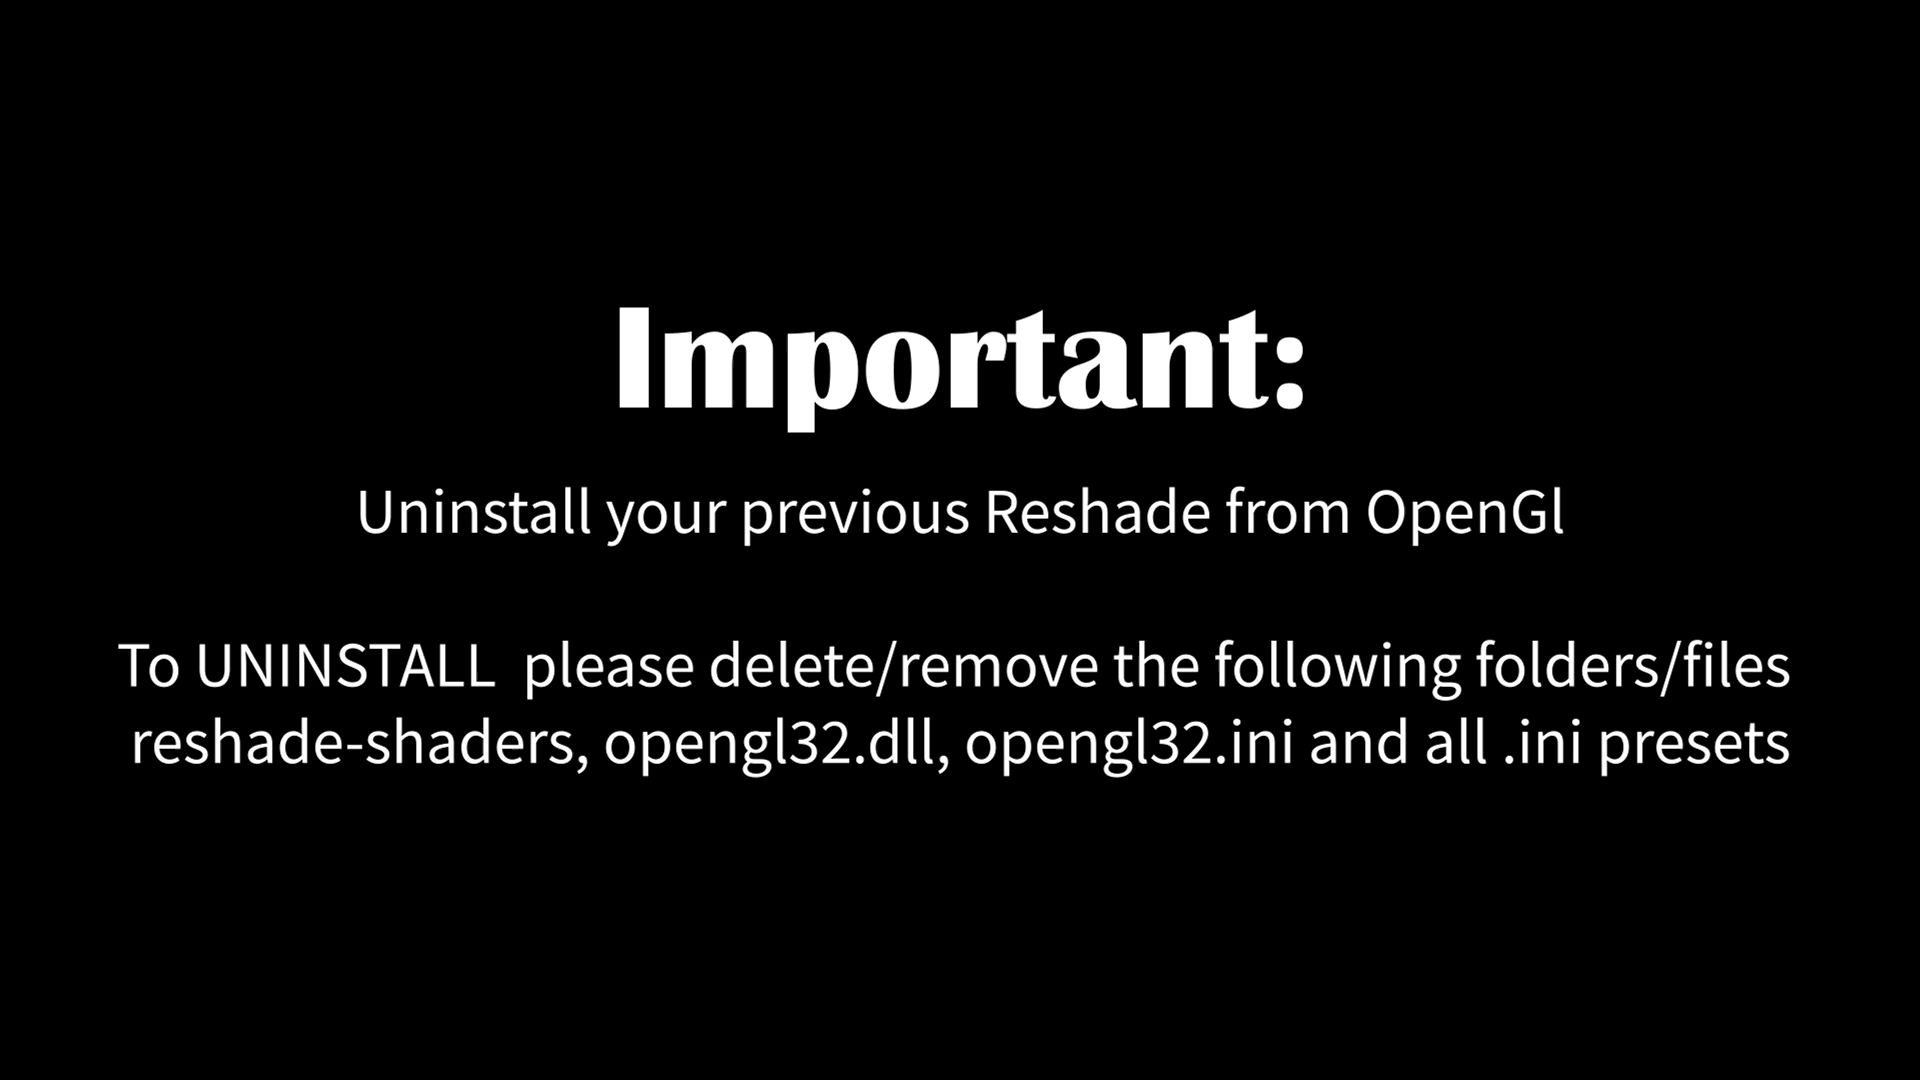 Important:
Uninstall your previous Reshade from OpenGl
To UNINSTALL  please delete/remove the following folders/files
reshade-shaders, opengl32.dll, opengl32.ini and all .ini presets